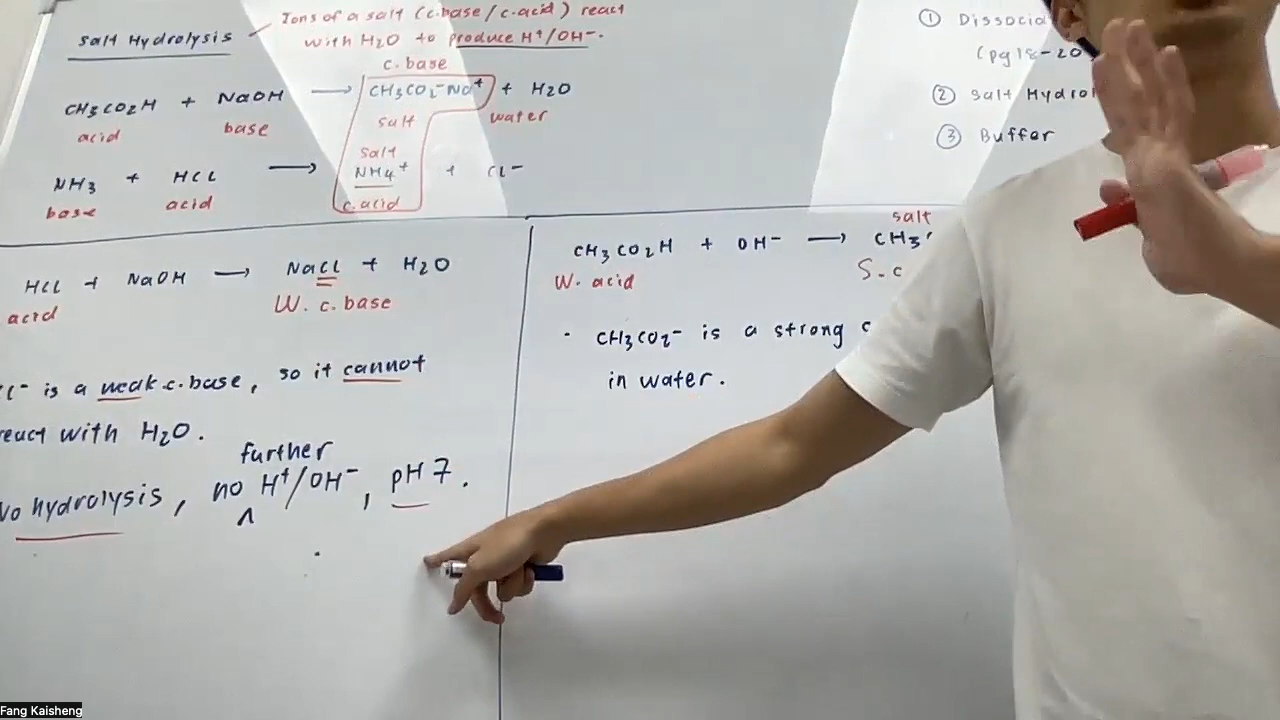 Salt Hydrolysis
Ions of a salt (c.base / c.acid) react
with H2O to produce H+/OH-.
c. base
CH3CO2H + NaOH → CH3CO2-Na+ + H2O
acid base salt water
salt
NH3 + HCl → NH4+ + Cl-
base acid c.acid
① 
(pg 18-20
② Salt
③ Buffer
HCl + NaOH → NaCl + H2O
acid W. c. base
is a weak c.base, so it cannot
react with H2O.
further
No hydrolysis, no H+/OH-, pH 7.
^
salt
CH3CO2H + OH- → CH3
W. acid S. c
· CH3CO2- is a strong c
in water.
Fang Kaisheng